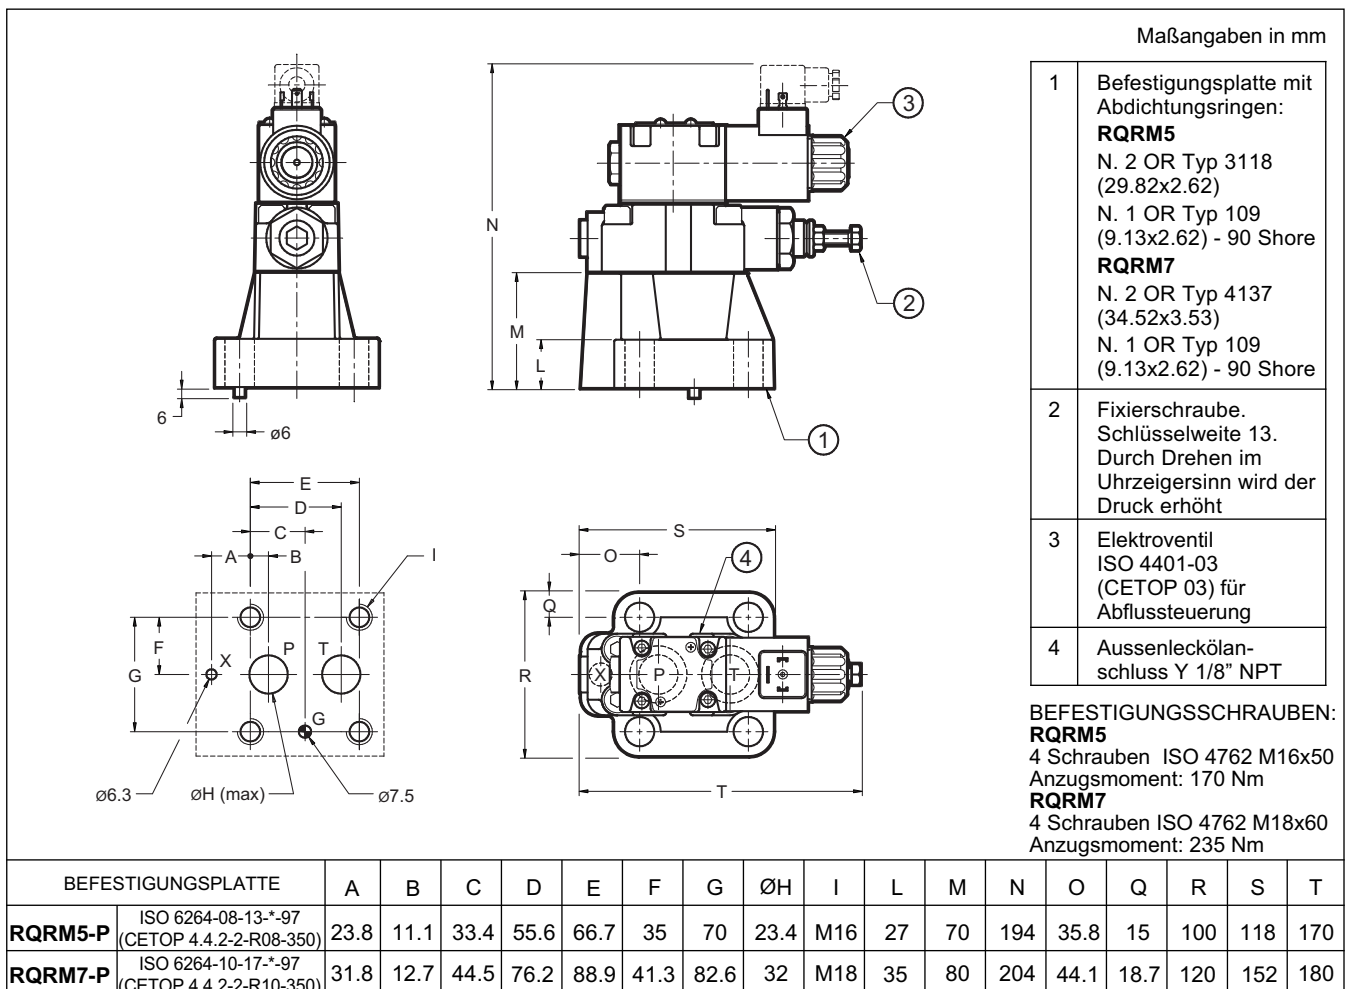 Maßangaben in mm
1
Befestigungsplatte mit
Abdichtungsringen:
RQRM5
N. 2 OR Typ 3118
(29.82x2.62)
N. 1 OR Typ 109
(9.13x2.62) - 90 Shore
RQRM7
N. 2 OR Typ 4137
(34.52x3.53)
N. 1 OR Typ 109
(9.13x2.62) - 90 Shore
2
Fixierschraube.
Schlüsselweite 13.
Durch Drehen im
Uhrzeigersinn wird der
Druck erhöht
3
Elektroventil
ISO 4401-03
(CETOP 03) für
Abflussteuerung
4
Aussenleckölan-
schluss Y 1/8” NPT
BEFESTIGUNGSSCHRAUBEN:
RQRM5
4 Schrauben ISO 4762 M16x50
Anzugsmoment: 170 Nm
RQRM7
4 Schrauben ISO 4762 M18x60
Anzugsmoment: 235 Nm
6
ø6
N
M
L
3
2
1
E
D
C
A
B
I
F
G
X
P
T
G
ø6.3
øH (max)
ø7.5
S
O
4
Q
R
X
P
T
T
BEFESTIGUNGSPLATTE A B C D E F G ØH I L M N O Q R S T
RQRM5-P ISO 6264-08-13-*-97 (CETOP 4.4.2-2-R08-350) 23.8 11.1 33.4 55.6 66.7 35 70 23.4 M16 27 70 194 35.8 15 100 118 170
RQRM7-P ISO 6264-10-17-*-97 (CETOP 4.4.2-2-R10-350) 31.8 12.7 44.5 76.2 88.9 41.3 82.6 32 M18 35 80 204 44.1 18.7 120 152 180